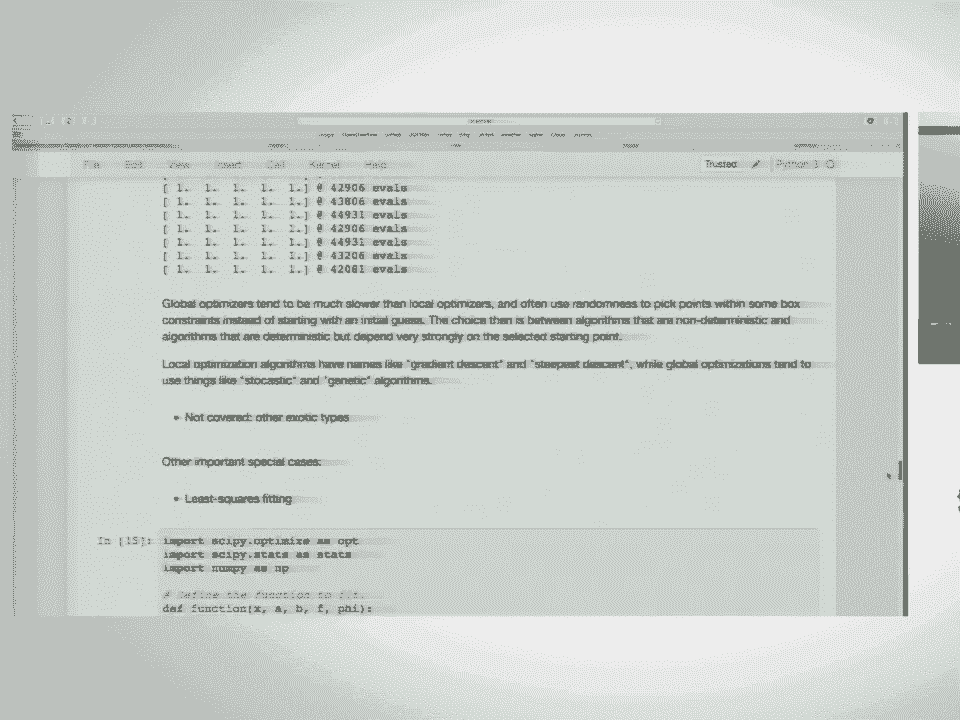 File Edit View Insert Cell Kernel Help Trusted Python 3
[ 1. 1. 1. 1. 1.] @ 42906 evals
[ 1. 1. 1. 1. 1.] @ 43806 evals
[ 1. 1. 1. 1. 1.] @ 44931 evals
[ 1. 1. 1. 1. 1.] @ 42906 evals
[ 1. 1. 1. 1. 1.] @ 44931 evals
[ 1. 1. 1. 1. 1.] @ 43206 evals
[ 1. 1. 1. 1. 1.] @ 42081 evals
Global optimizers tend to be much slower than local optimizers, and often use randomness to pick points within some box
constraints instead of starting with an initial guess. The choice then is between algorithms that are non-deterministic and
algorithms that are deterministic but depend very strongly on the selected starting point.
Local optimization algorithms have names like "gradient descent" and "steepest descent", while global optimizations tend to
use things like "stocastic" and "genetic" algorithms.
• Not covered: other exotic types
Other important special cases:
• Least-squares fitting
In [15]: import scipy.optimize as opt
import scipy.stats as stats
import numpy as np
# Define the function to fit.
def function(x, a, b, f, phi):